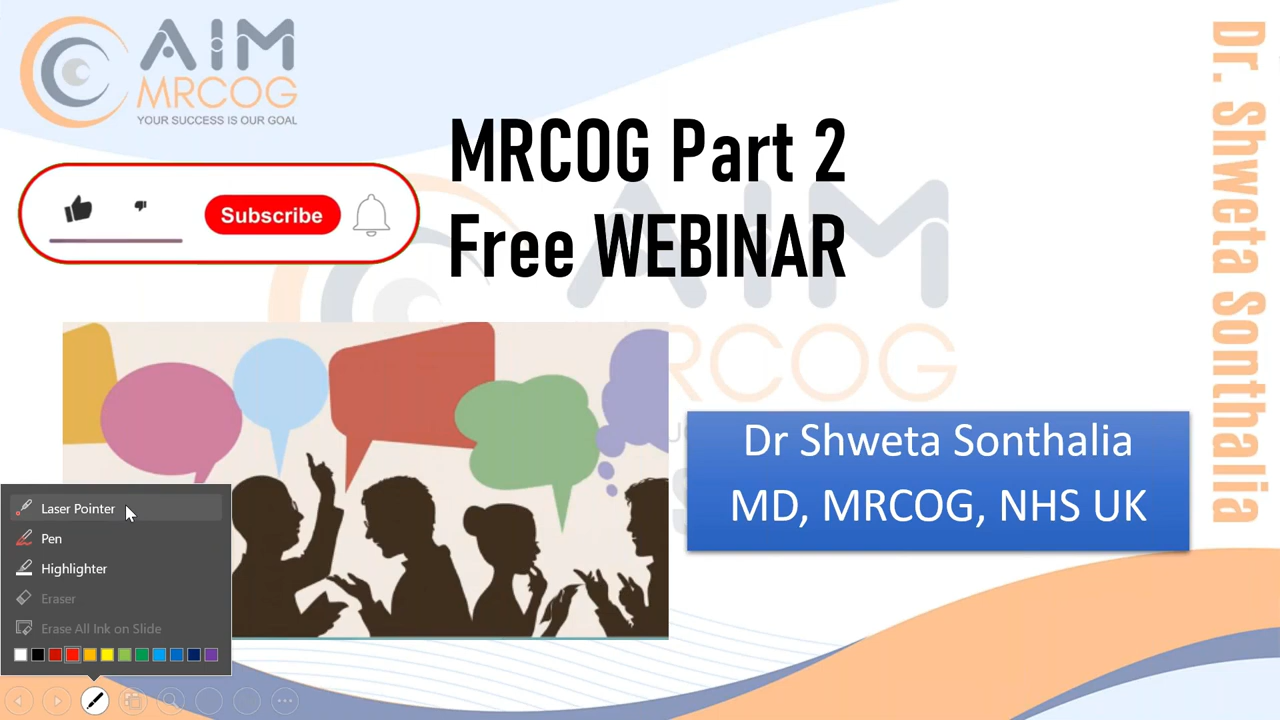 AIM
MRCOG
YOUR SUCCESS IS OUR GOAL
Subscribe
MRCOG Part 2
Free WEBINAR
Dr Shweta Sonthalia
MD, MRCOG, NHS UK
Dr. Shweta Sonthalia
Laser Pointer
Pen
Highlighter
Eraser
Erase All Ink on Slide